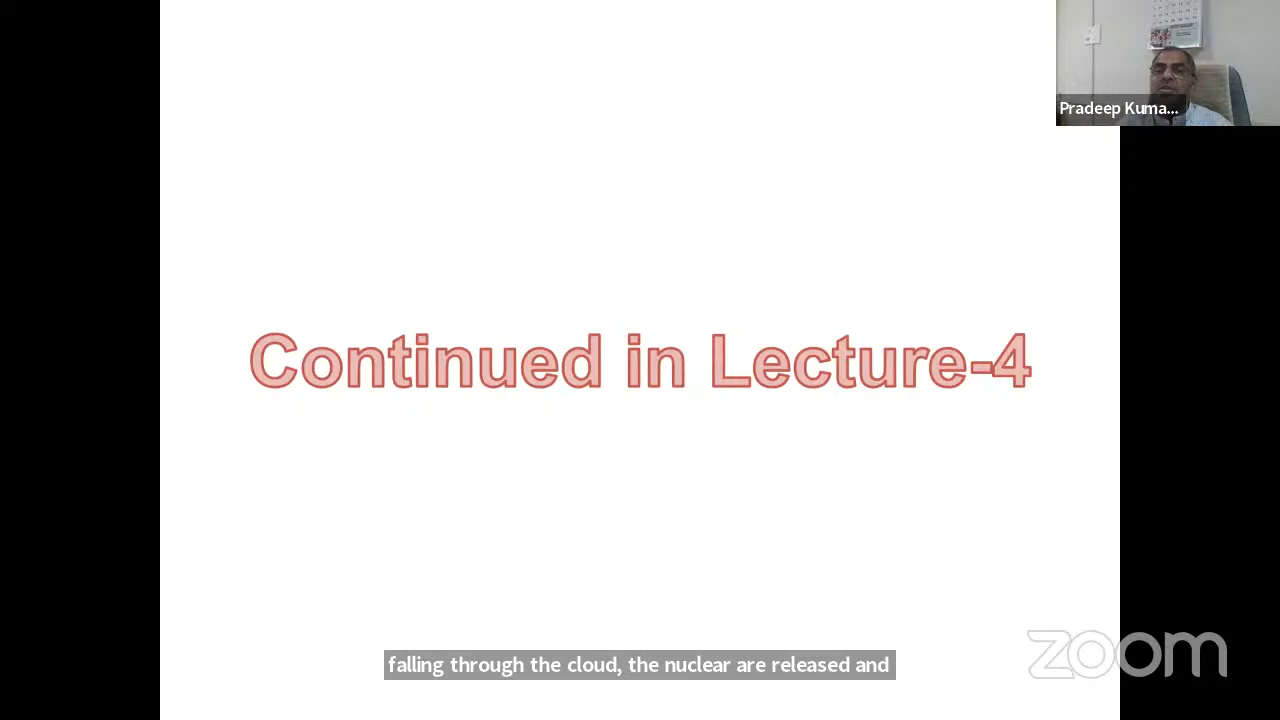 Pradeep Kuma...
Continued in Lecture-4
falling through the cloud, the nuclear are released and
zoom